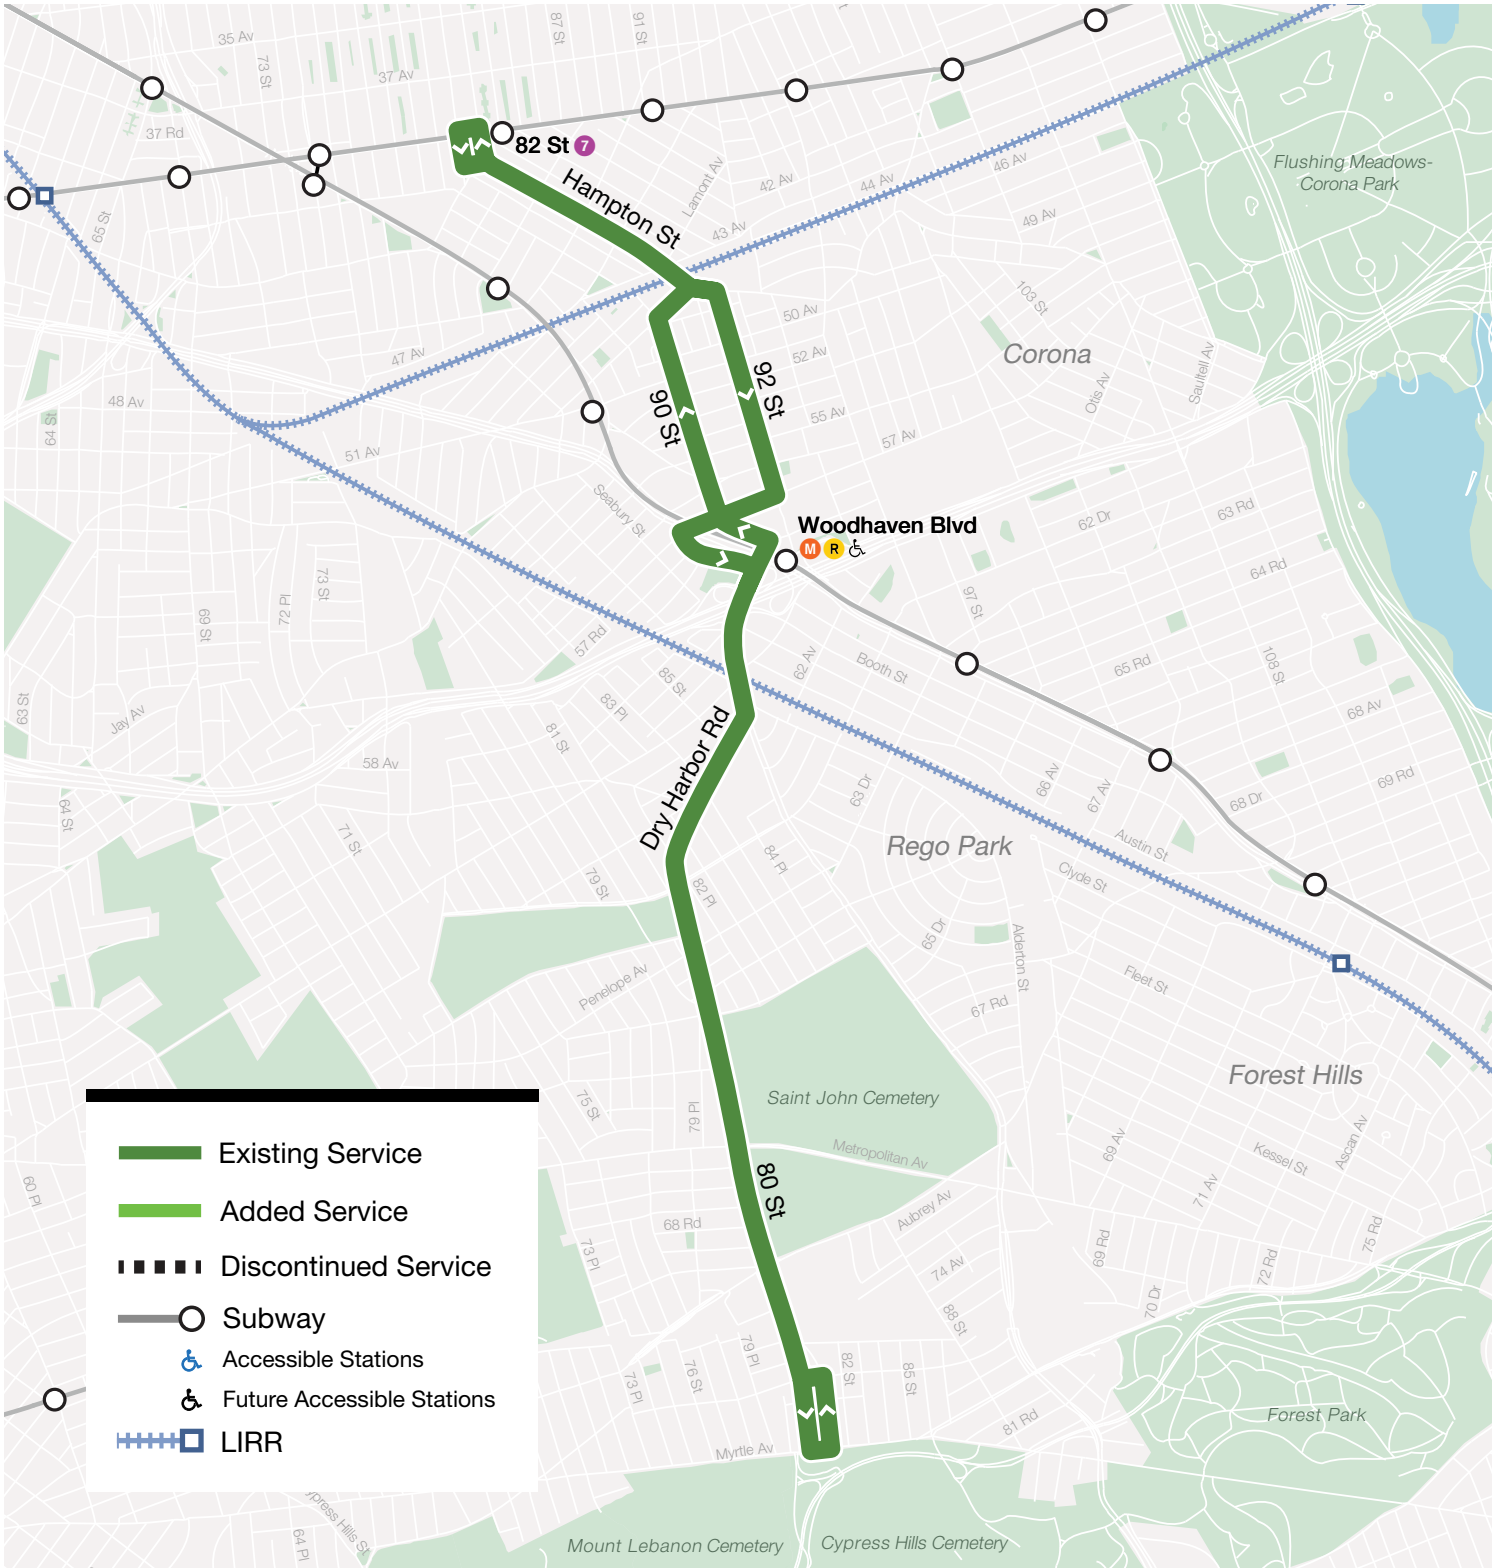 35 Av
73 St
87 St
91 St
37 Av
37 Rd
82 St 7
Hampton St
Lamont Av
42 Av
44 Av
46 Av
Flushing Meadows-
Corona Park
65 St
43 Av
49 Av
103 St
50 Av
47 Av
52 Av
Corona
Saultell Av
Otis Av
48 Av
64 St
90 St
92 St
55 Av
57 Av
51 Av
Seabury St
Woodhaven Blvd
M R
62 Dr
63 Rd
64 Rd
73 St
72 Pl
69 St
97 St
57 Rd
85 St
62 Av
Booth St
65 Rd
108 St
63 St
Jay Av
83 Pl
81 St
68 Av
58 Av
Dry Harbor Rd
63 Dr
66 Av
67 Av
68 Dr
69 Rd
64 St
71 St
Rego Park
Austin St
Clyde St
84 Pl
79 St
82 Pl
65 Dr
Alderton St
Fleet St
Penelope Av
67 Rd
Forest Hills
Saint John Cemetery
75 St
79 Pl
Metropolitan Av
69 Av
Kessel St
Ascan Av
80 St
71 Av
60 Pl
68 Rd
Aubrey Av
73 Pl
69 Rd
75 Rd
74 Av
72 Rd
70 Dr
88 St
79 Pl
82 St
85 St
76 St
73 Pl
81 Rd
Forest Park
Myrtle Av
Existing Service
Added Service
Discontinued Service
Subway
Accessible Stations
Future Accessible Stations
LIRR
ypress Hills St
64 Pl
Mount Lebanon Cemetery
Cypress Hills Cemetery